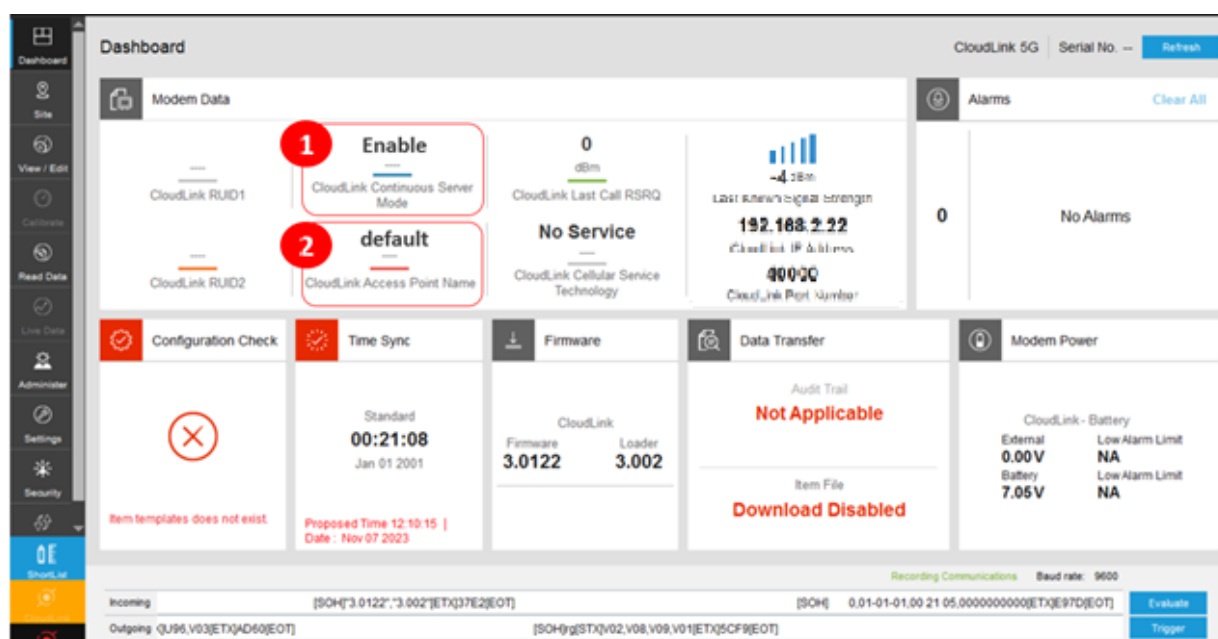 Dashboard
CloudLink 5G
Serial No. --
Refresh
Dashboard
Site
View / Edit
Calibrate
Read Data
Live Data
Administer
Settings
Security
ShortList
Modem Data
Alarms
Clear All
---
CloudLink RUID1
1
Enable
---
CloudLink Continuous Server
Mode
0
dBm
CloudLink Last Call RSRQ
Last Known Signal Strength
---
CloudLink RUID2
2
default
---
CloudLink Access Point Name
No Service
---
CloudLink Cellular Service
Technology
192.168.2.22
CloudLink IP Address
CloudLink Port Number
0
No Alarms
Configuration Check
Item templates does not exist.
Time Sync
Standard
00:21:08
Jan 01 2001
Proposed Time 12:10:15 |
Date : Nov 07 2023
Firmware
CloudLink
Firmware
Loader
3.0122
3.002
Data Transfer
Audit Trail
Not Applicable
Item File
Download Disabled
Modem Power
CloudLink - Battery
External
Low Alarm Limit
0.00 V
NA
Battery
Low Alarm Limit
7.05 V
NA
Recording Communications
Baud rate: 9600
Incoming
[SOH]"3.0122","3.002"[ETX]37E2[EOT]
[SOH] 0,01-01-01,00 21 05,0000000000[ETX]E97D[EOT]
Evaluate
Outgoing
U96,V03[ETX]AD60[EOT]
[SOH]rg[STX]V02,V08,V09,V01[ETX]5CF9[EOT]
Trigger